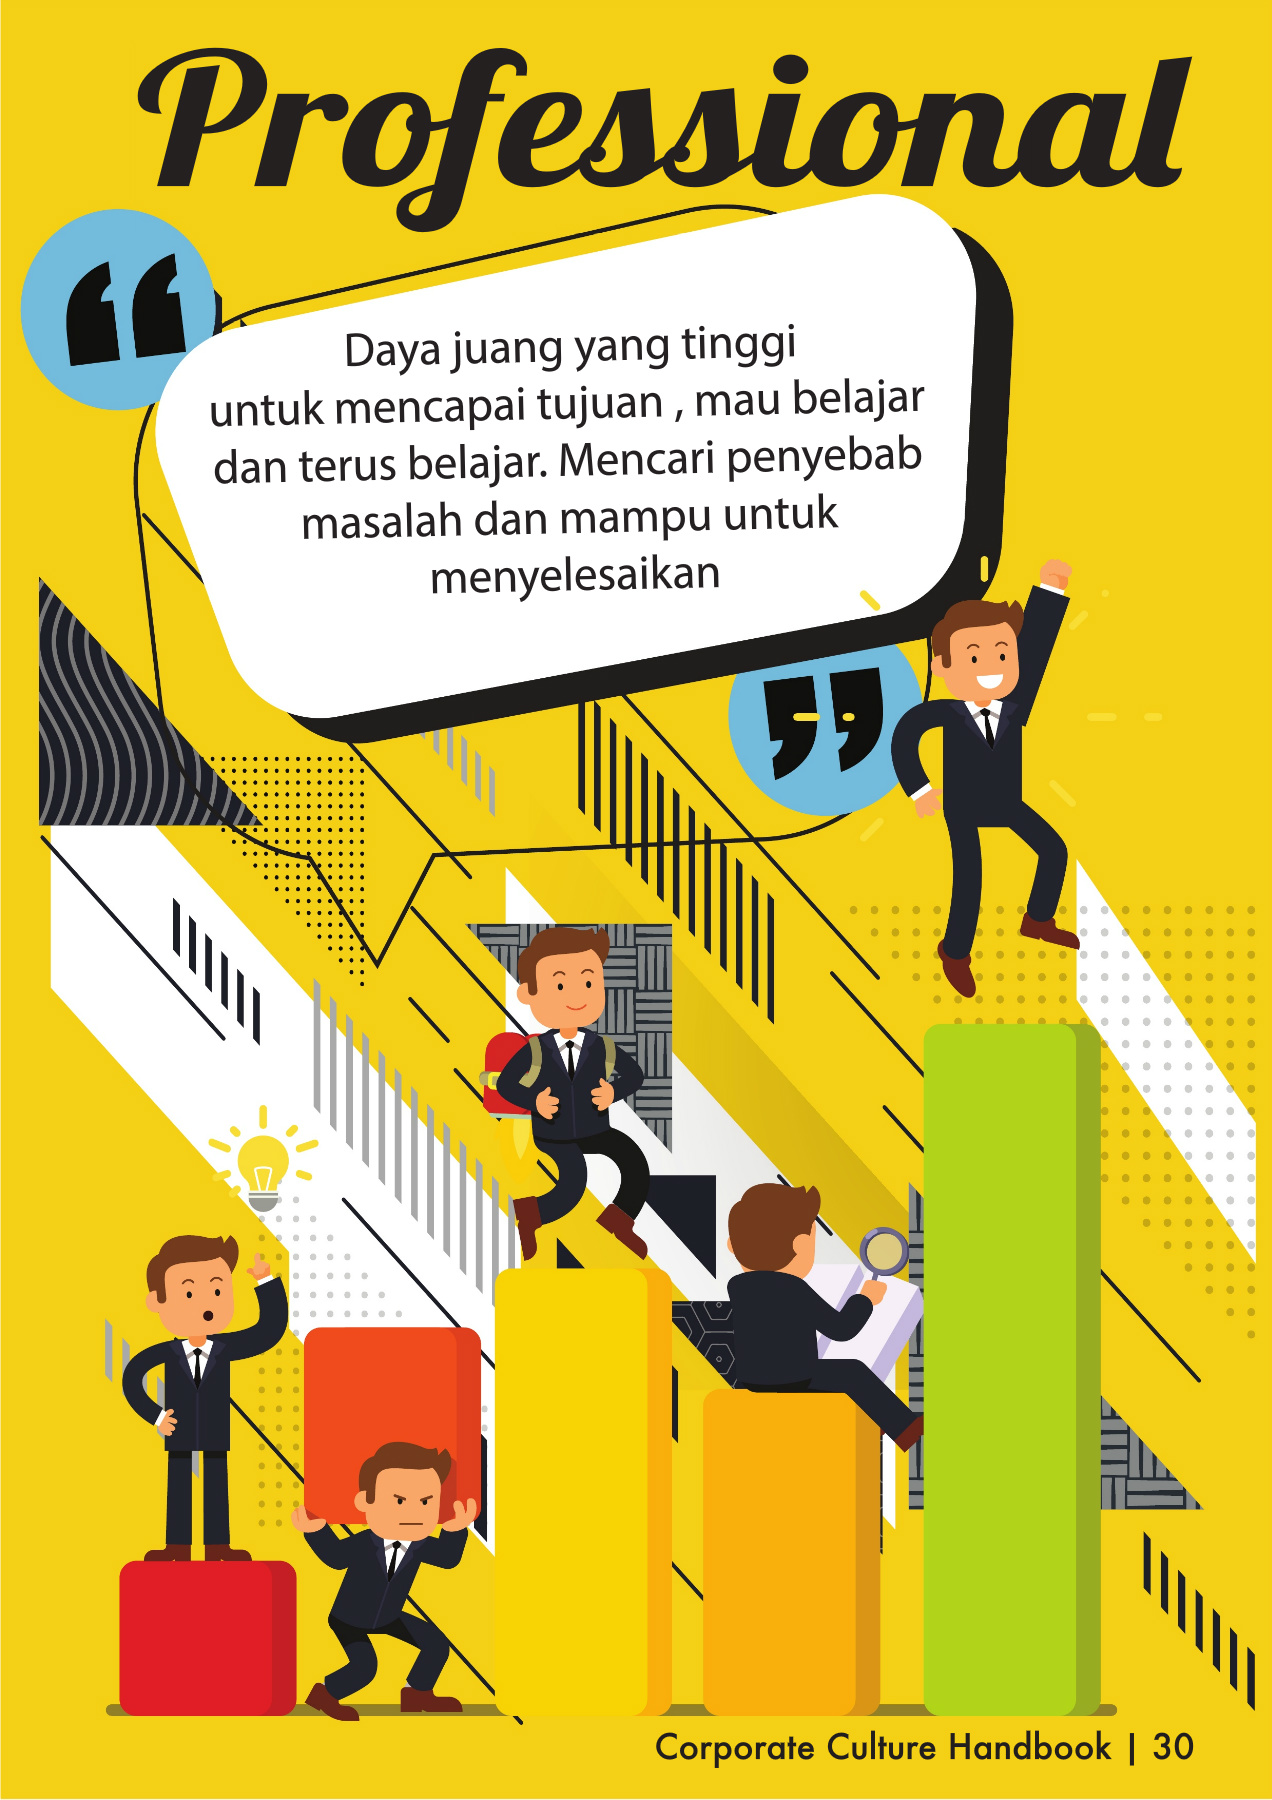 Professional
“
Daya juang yang tinggi
untuk mencapai tujuan , mau belajar
dan terus belajar. Mencari penyebab
masalah dan mampu untuk
menyelesaikan
”
Corporate Culture Handbook | 30